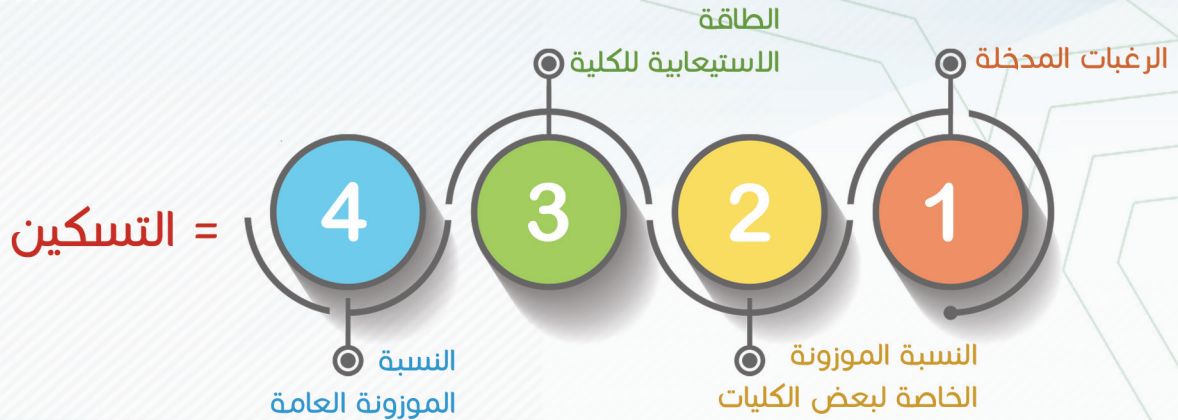 الرغبات المدخلة
1
النسبة الموزونة
الخاصة لبعض الكليات
2
الطاقة
الاستيعابية للكلية
3
النسبة
الموزونة العامة
4
= التسكين